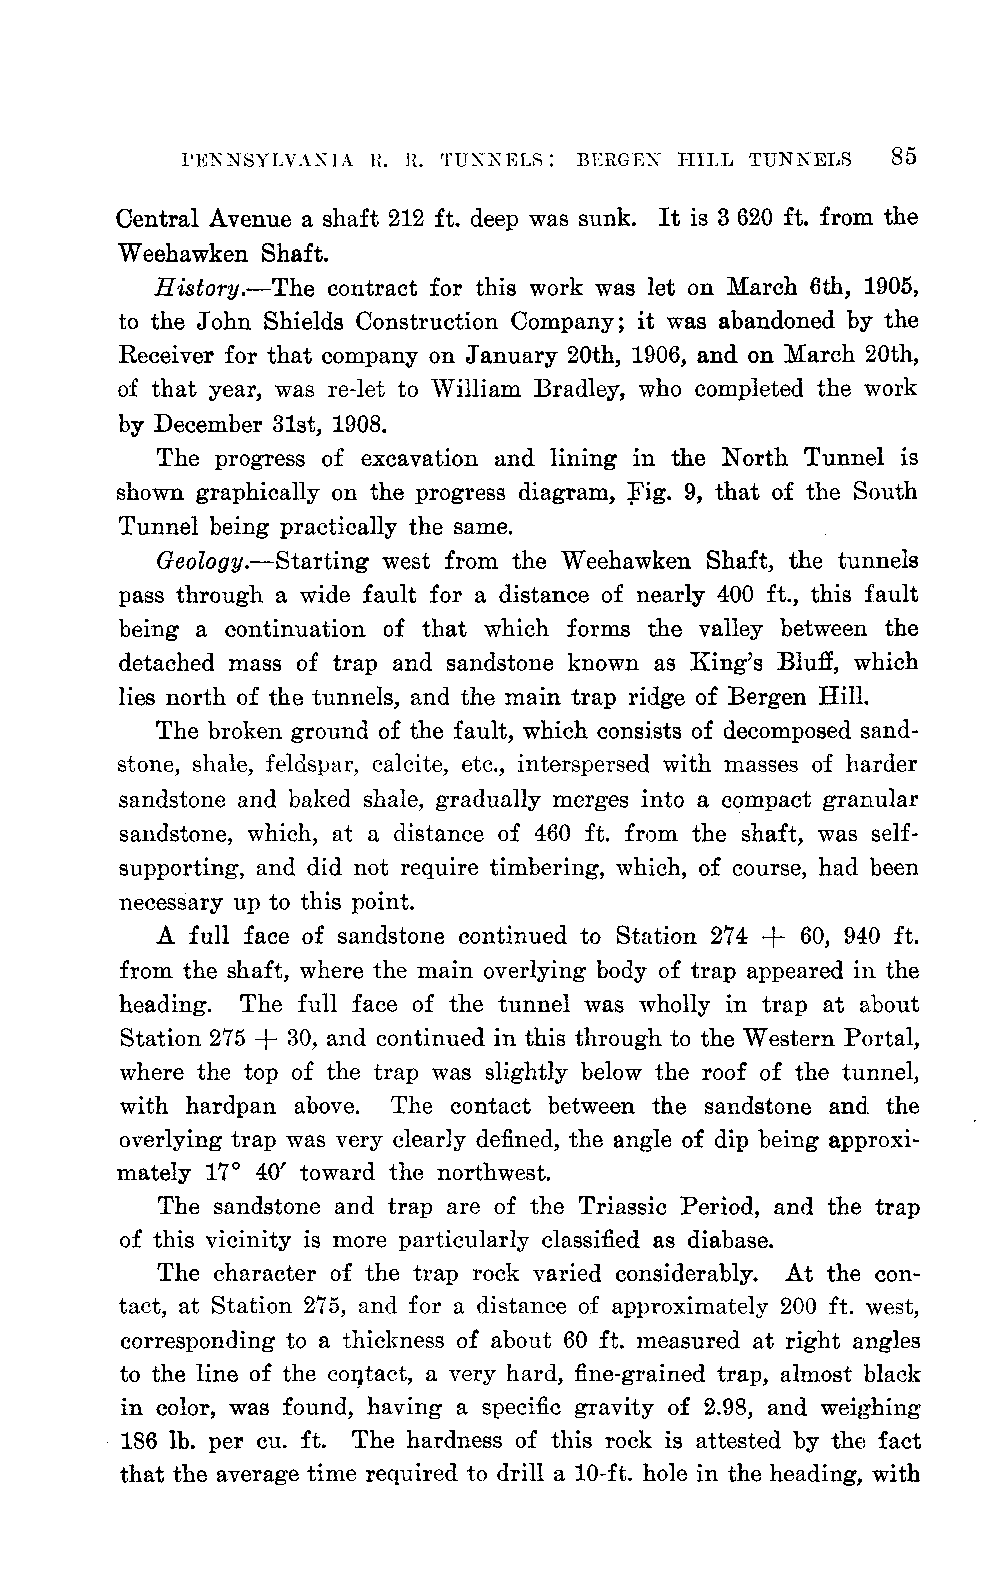 PENNSYLVANIA R. R. TUNNELS: BERGEN HILL TUNNELS 85
Central Avenue a shaft 212 ft. deep was sunk. It is 3 620 ft. from the
Weehawken Shaft.
History.—The contract for this work was let on March 6th, 1905,
to the John Shields Construction Company; it was abandoned by the
Receiver for that company on January 20th, 1906, and on March 20th,
of that year, was re-let to William Bradley, who completed the work
by December 31st, 1908.
The progress of excavation and lining in the North Tunnel is
shown graphically on the progress diagram, Fig. 9, that of the South
Tunnel being practically the same.
Geology.—Starting west from the Weehawken Shaft, the tunnels
pass through a wide fault for a distance of nearly 400 ft., this fault
being a continuation of that which forms the valley between the
detached mass of trap and sandstone known as King's Bluff, which
lies north of the tunnels, and the main trap ridge of Bergen Hill.
The broken ground of the fault, which consists of decomposed sand-
stone, shale, feldspar, calcite, etc., interspersed with masses of harder
sandstone and baked shale, gradually merges into a compact granular
sandstone, which, at a distance of 460 ft. from the shaft, was self-
supporting, and did not require timbering, which, of course, had been
necessary up to this point.
A full face of sandstone continued to Station 274 + 60, 940 ft.
from the shaft, where the main overlying body of trap appeared in the
heading. The full face of the tunnel was wholly in trap at about
Station 275 + 30, and continued in this through to the Western Portal,
where the top of the trap was slightly below the roof of the tunnel,
with hardpan above. The contact between the sandstone and the
overlying trap was very clearly defined, the angle of dip being approxi-
mately 17° 40′ toward the northwest.
The sandstone and trap are of the Triassic Period, and the trap
of this vicinity is more particularly classified as diabase.
The character of the trap rock varied considerably. At the con-
tact, at Station 275, and for a distance of approximately 200 ft. west,
corresponding to a thickness of about 60 ft. measured at right angles
to the line of the contact, a very hard, fine-grained trap, almost black
in color, was found, having a specific gravity of 2.98, and weighing
186 lb. per cu. ft. The hardness of this rock is attested by the fact
that the average time required to drill a 10-ft. hole in the heading, with